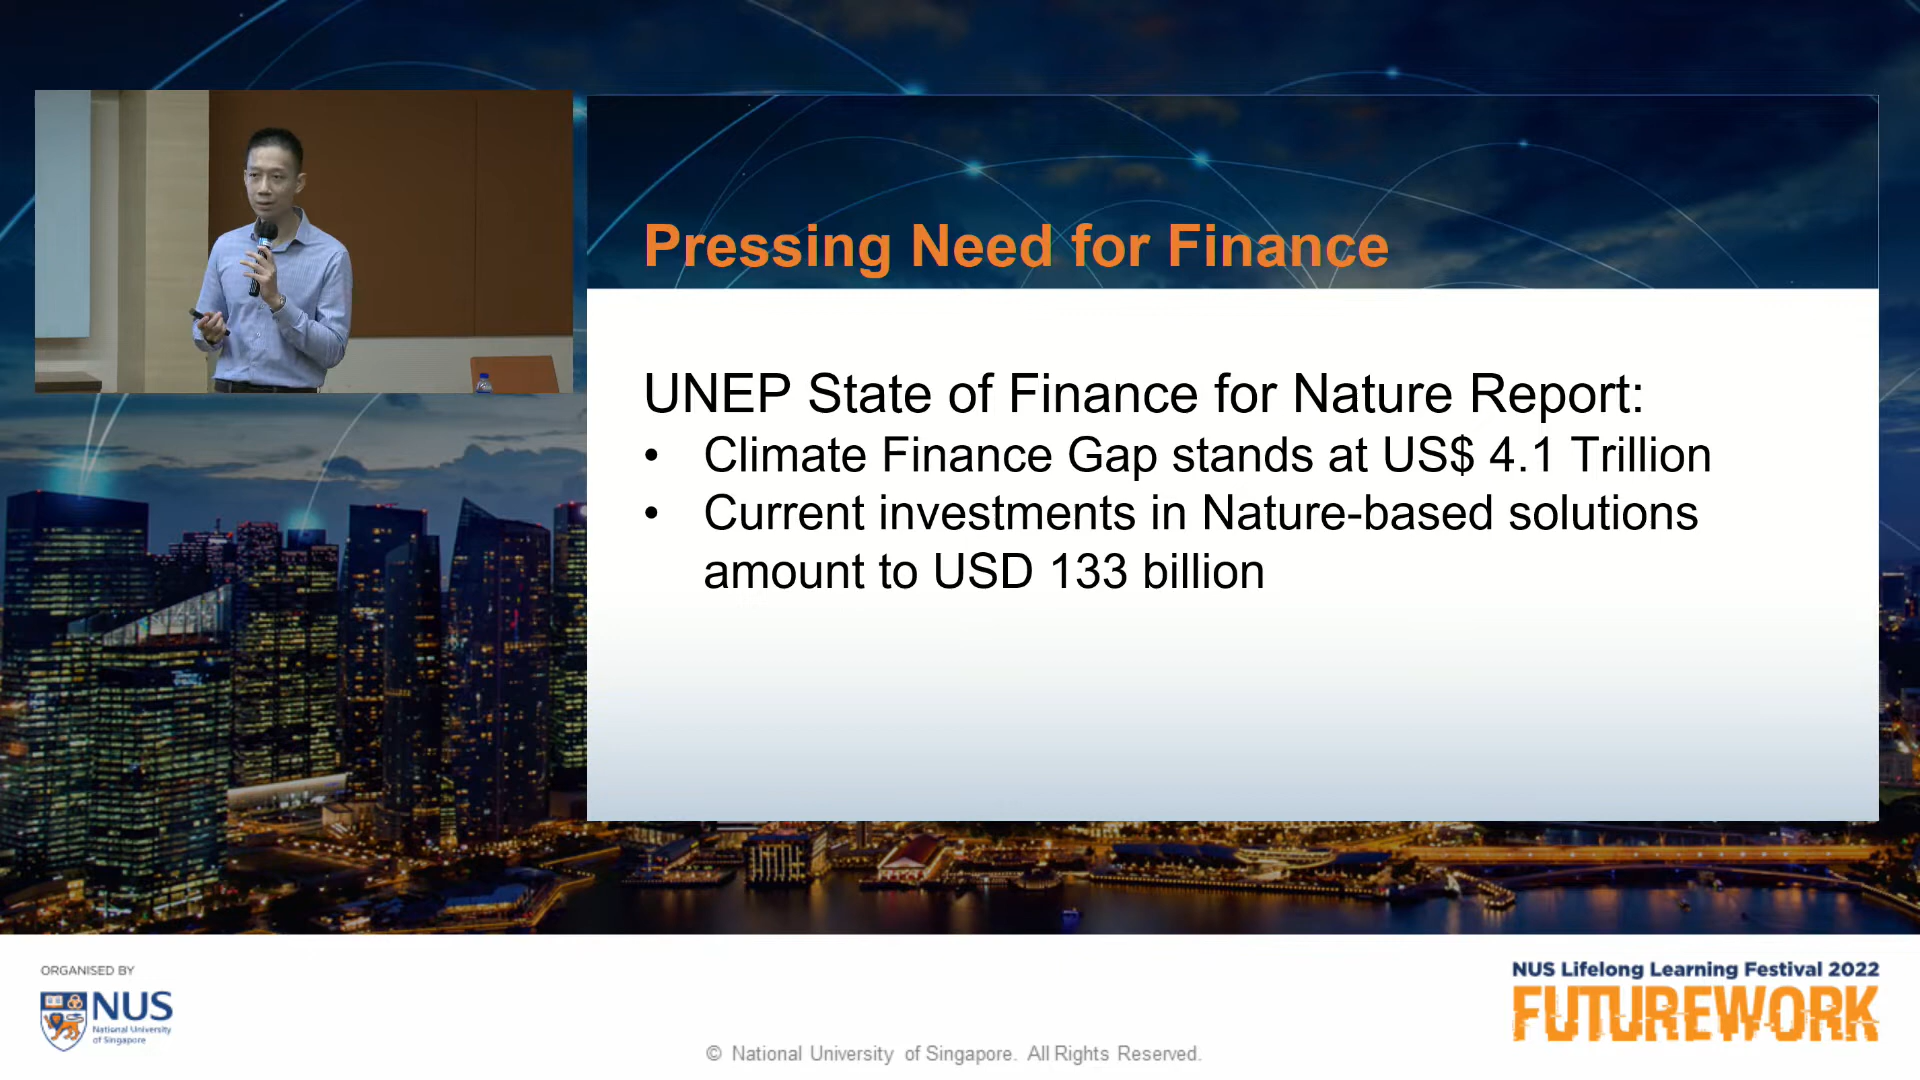 Pressing Need for Finance
UNEP State of Finance for Nature Report:
• Climate Finance Gap stands at US$ 4.1 Trillion
• Current investments in Nature-based solutions
amount to USD 133 billion
ORGANISED BY
NUS
National University
of Singapore
© National University of Singapore. All Rights Reserved.
NUS Lifelong Learning Festival 2022
FUTUREWORK